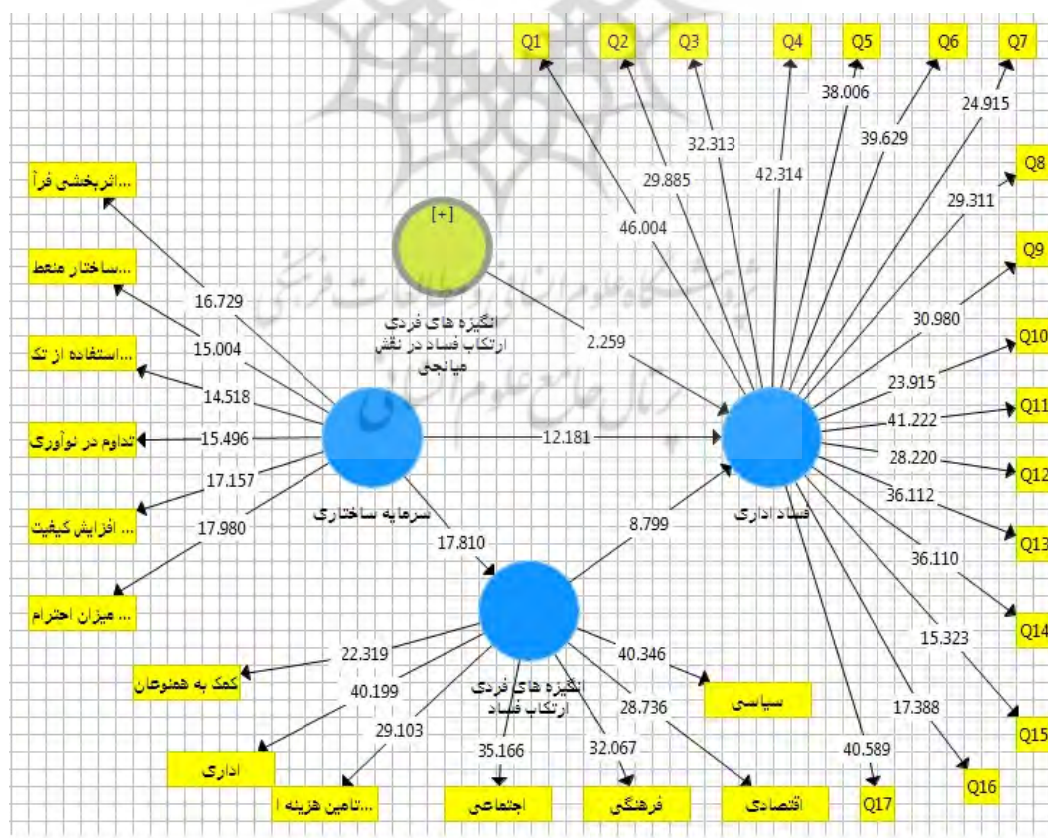 Q1
Q2
Q3
Q4
Q5
Q6
Q7
38.006
24.915
39.629
32.313
Q8
42.314
29.885
29.311
...اثربخشی فرآ
46.004
[+]
Q9
...ساختار منعط
16.729
30.980
انگیزه های فردی
ارتکاب فساد در نقش
میانجی
2.259
Q10
15.004
...استفاده از تک
23.915
14.518
Q11
41.222
تداوم در نوآوری
15.496
12.181
28.220
Q12
17.157
36.112
سرمایه ساختاری
فساد اداری
... افزایش کیفیت
17.980
8.799
Q13
17.810
36.110
... میزان احترام
Q14
15.323
22.319
40.346
کمک به همنوعان
انگیزه های فردی
ارتکاب فساد
سیاسی
40.199
28.736
17.388
29.103
Q15
35.166
32.067
40.589
اداری
Q16
...تامین هزینه ا
اجتماعی
فرهنگی
اقتصادی
Q17